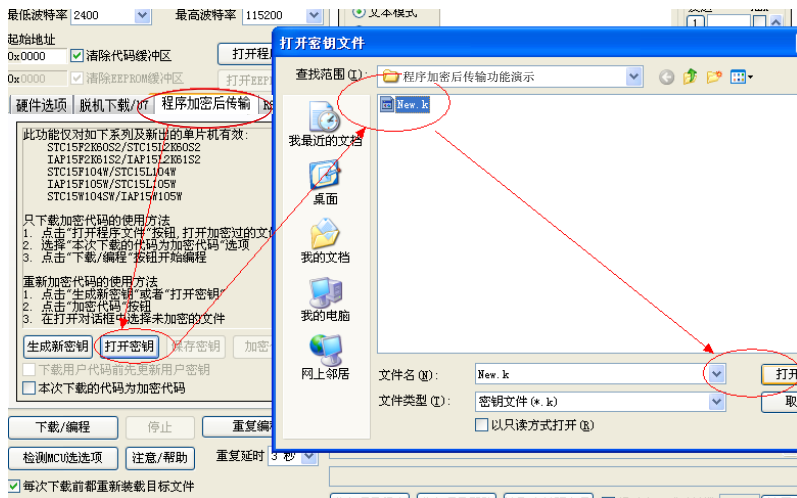 最低波特率 2400 最高波特率 115200 文本模式
起始地址
0x0000 清除代码缓冲区 打开程
0x0000 清除EEPROM缓冲区 打开EEP
硬件选项 脱机下载/U7 程序加密后传输
此功能仅对如下系列及新出的单片机有效:
STC15F2K60S2/STC15L2K60S2
IAP15F2K61S2/IAP15L2K61S2
STC15F104W/STC15L104W
IAP15F105W/STC15L105W
STC15W104SW/IAP15W105W
只下载加密代码的使用方法
1. 点击"打开程序文件"按钮,打开加密过的文
2. 选择"本次下载的代码为加密代码"选项
3. 点击"下载/编程"按钮开始编程
重新加密代码的使用方法
1. 点击"生成新密钥"或者"打开密钥"
2. 点击"加密代码"按钮
3. 在打开对话框中选择未加密的文件
生成新密钥 打开密钥 保存密钥 加密
下载用户代码前先更新用户密钥
本次下载的代码为加密代码
下载/编程 停止 重复编
检测MCU选选项 注意/帮助 重复延时 3 秒
每次下载前都重新装载目标文件
打开密钥文件
查找范围(I): 程序加密后传输功能演示
New.k
我最近的文档
桌面
我的文档
我的电脑
网上邻居
文件名(N): New.k 打开
文件类型(T): 密钥文件(*.k) 取
以只读方式打开(R)